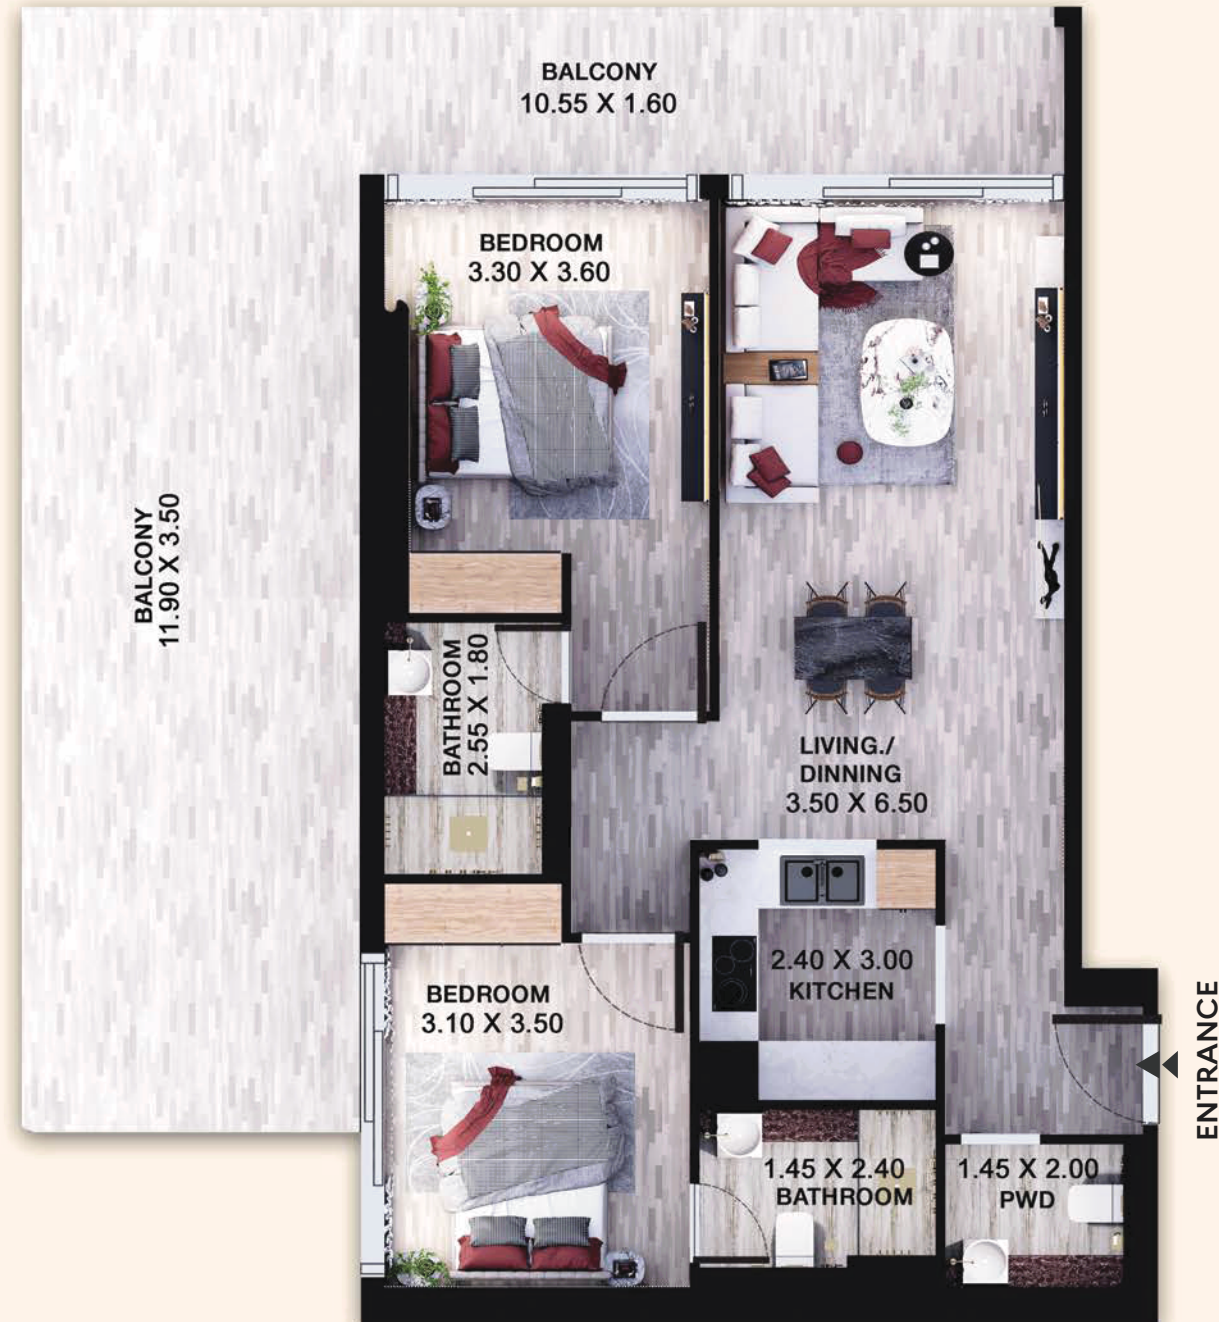 BALCONY
10.55 X 1.60
BEDROOM
3.30 X 3.60
BALCONY
11.90 X 3.50
BATHROOM
2.55 X 1.80
LIVING./
DINNING
3.50 X 6.50
2.40 X 3.00
KITCHEN
BEDROOM
3.10 X 3.50
ENTRANCE
1.45 X 2.40
BATHROOM
1.45 X 2.00
PWD